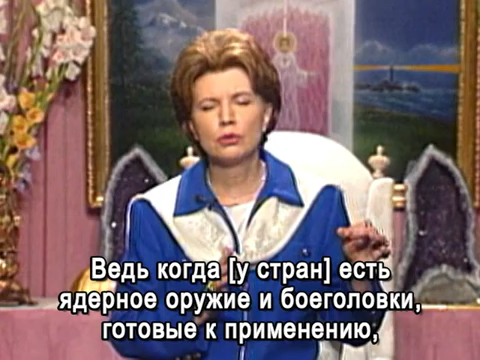 Ведь когда [у стран] есть
ядерное оружие и боеголовки,
готовые к применению,